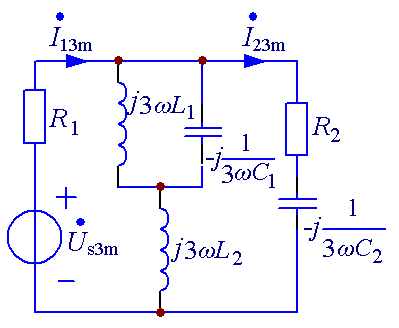 İ₁₃ₘ
İ₂₃ₘ
R₁
j3ωL₁
-j 1/3ωC₁
R₂
+
U̇ₛ₃ₘ
−
j3ωL₂
-j 1/3ωC₂